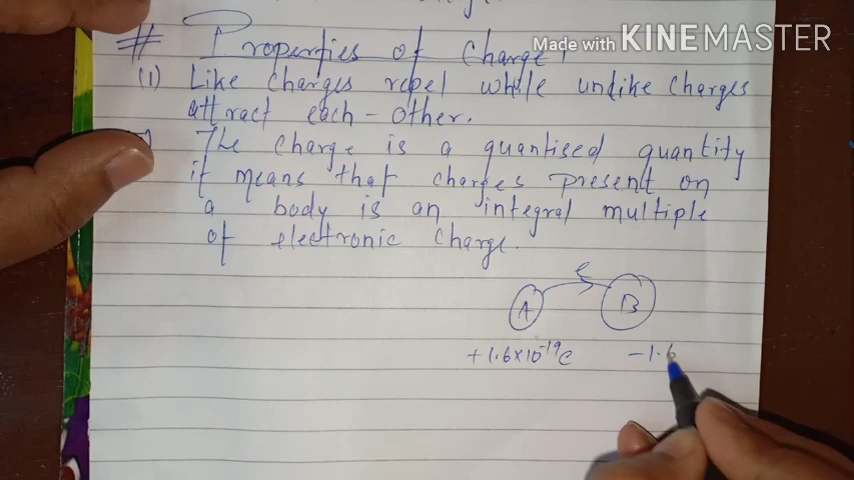 # Properties of Charge!
Made with KINEMASTER
(1) Like Charges repel while unlike Charges
attract each-other.
The Charge is a quantised quantity
it means that charges present on
a body is an integral multiple
of electronic Charge.
e
A B
+1.6×10⁻¹⁹C -1.6